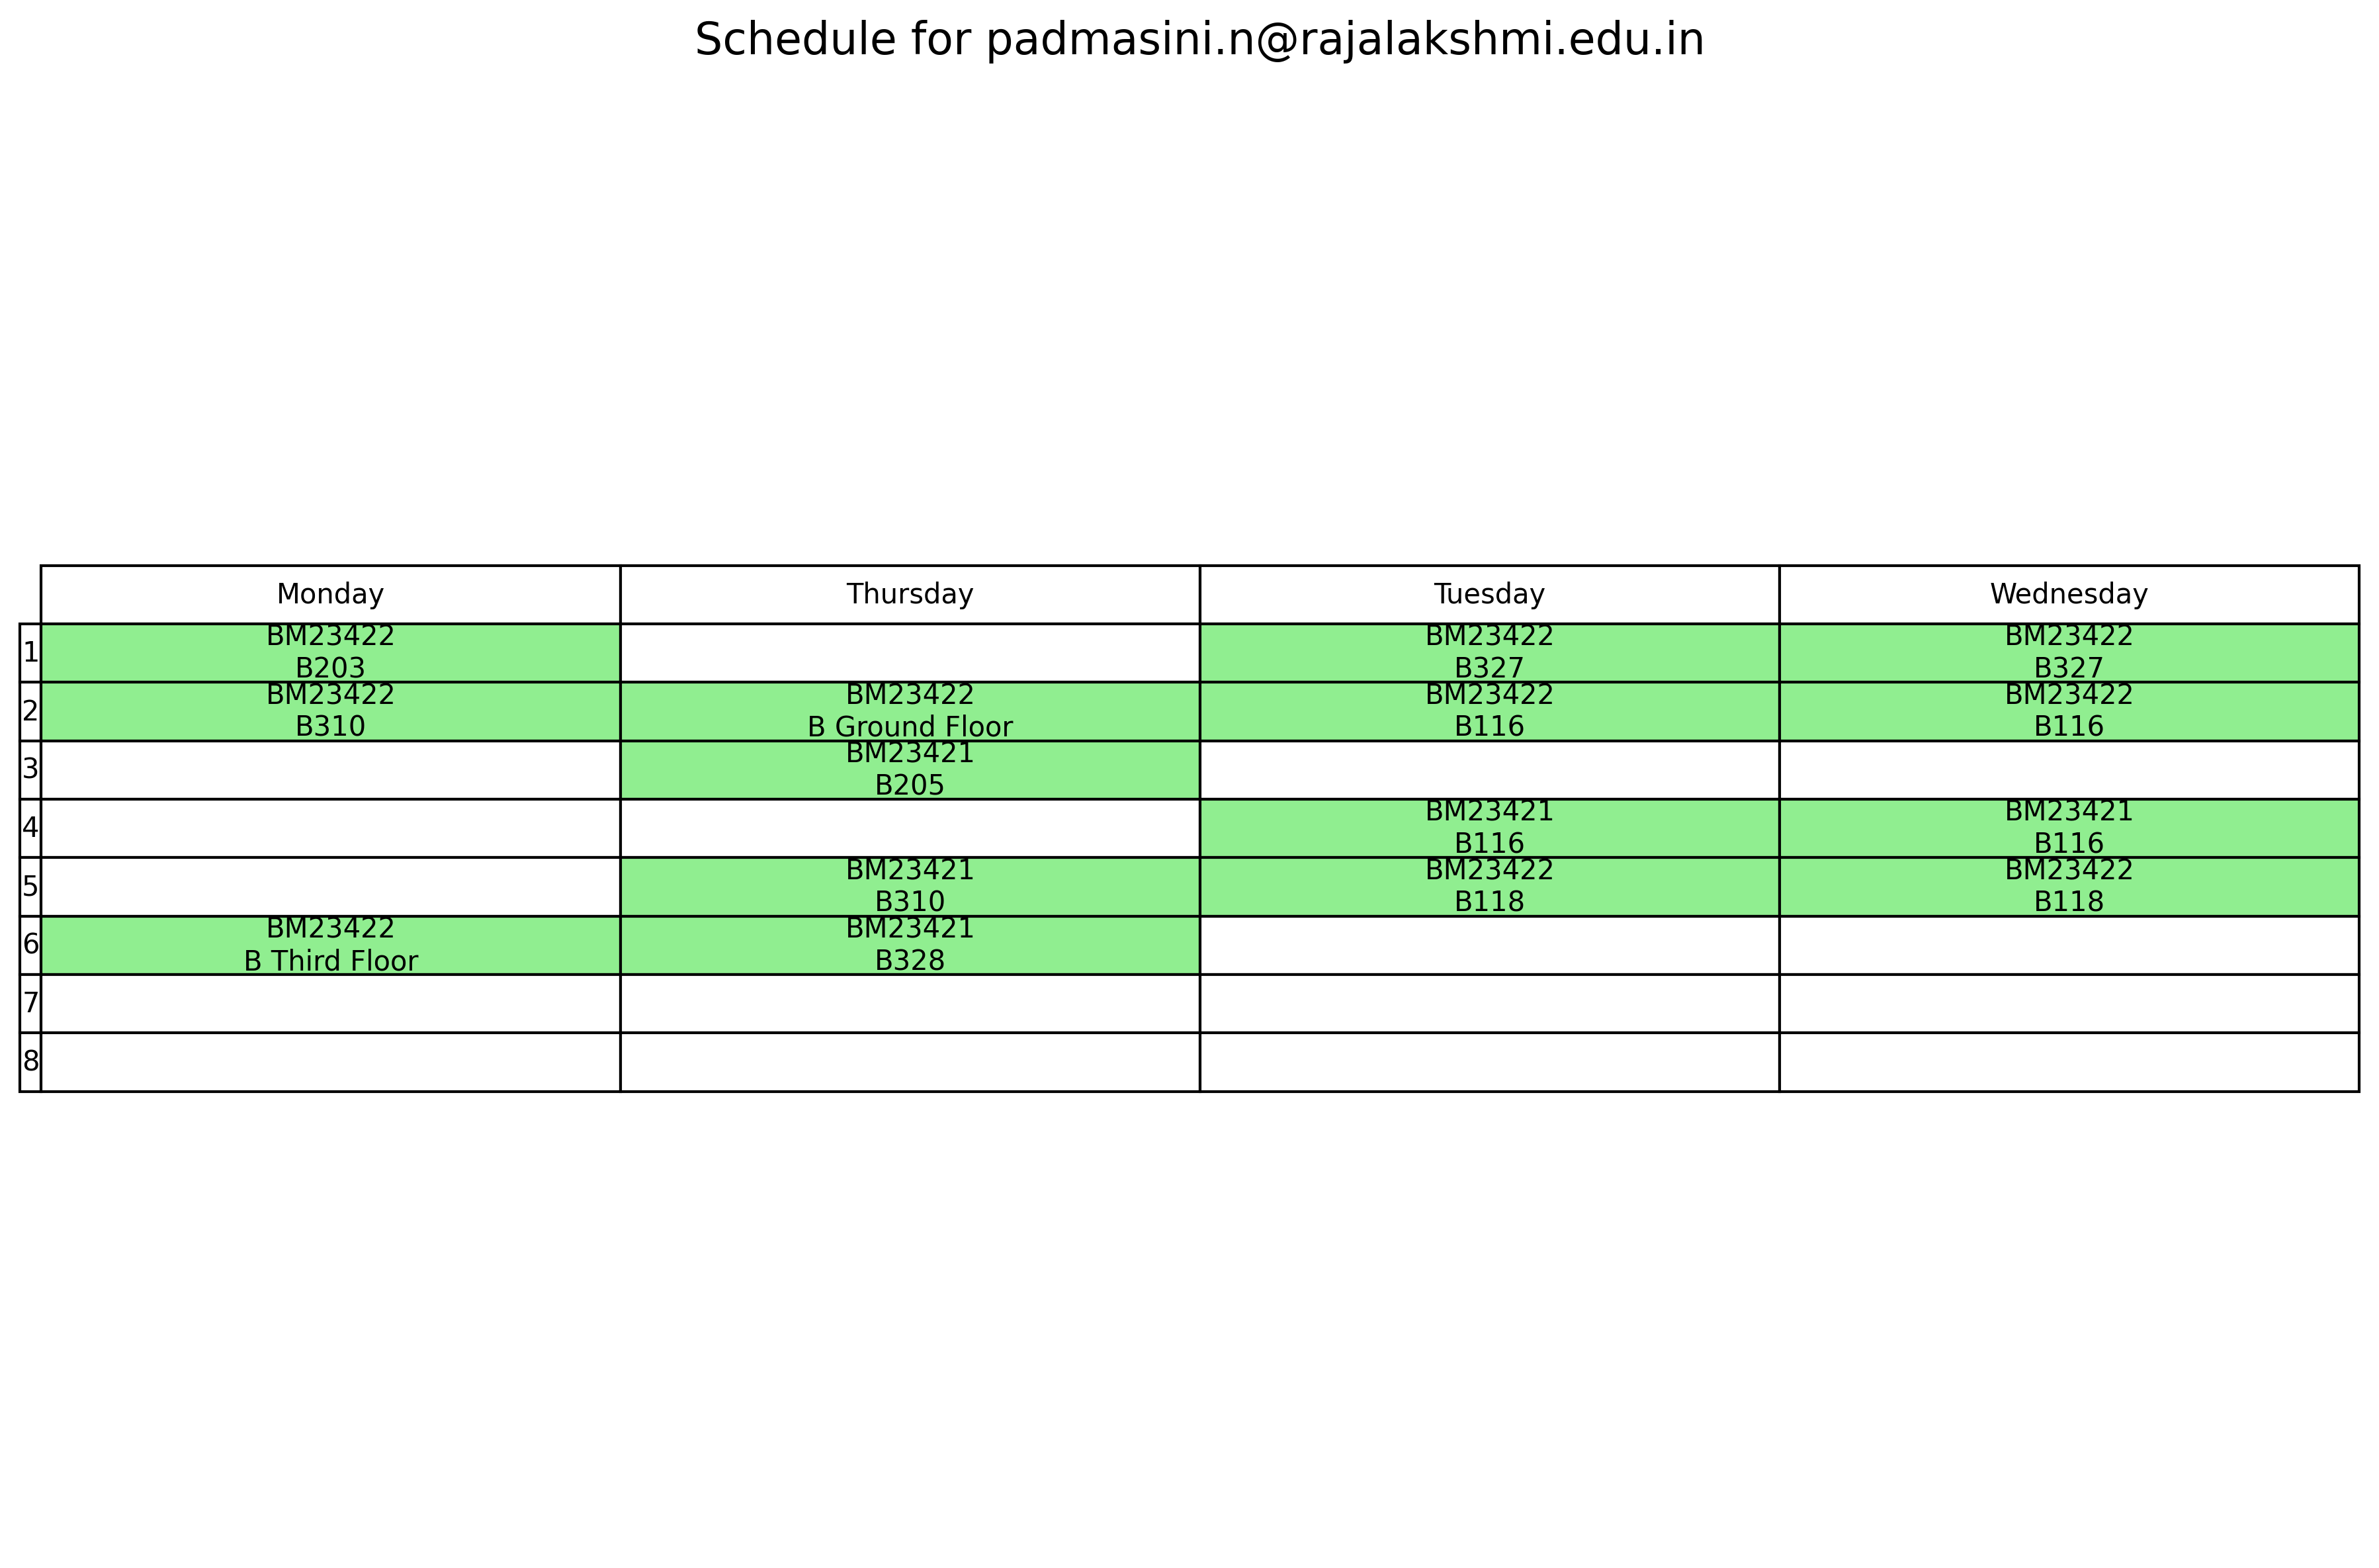 Schedule for padmasini.n@rajalakshmi.edu.in
Monday Thursday Tuesday Wednesday
1 BM23422 BM23422 BM23422
B203 B327 B327
2 BM23422 BM23422 BM23422 BM23422
B310 B Ground Floor B116 B116
3 BM23421
B205
4 BM23421 BM23421
B116 B116
5 BM23421 BM23422 BM23422
B310 B118 B118
6 BM23422 BM23421
B Third Floor B328
7
8